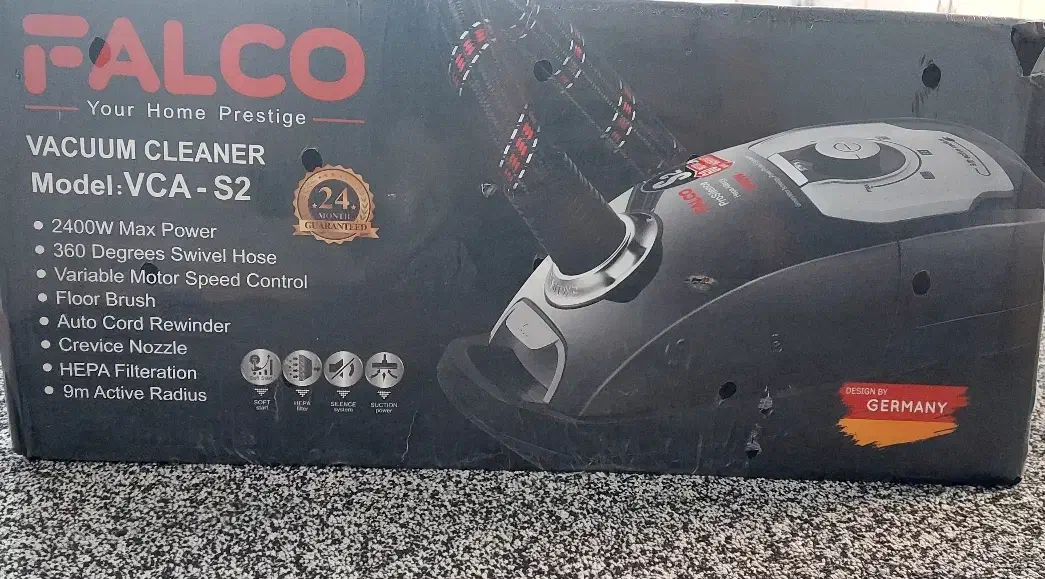 FALCO
Your Home Prestige
VACUUM CLEANER
Model:VCA - S2
24
MONTH
GUARANTEED
• 2400W Max Power
• 360 Degrees Swivel Hose
• Variable Motor Speed Control
• Floor Brush
• Auto Cord Rewinder
• Crevice Nozzle
• HEPA Filteration
• 9m Active Radius
SOFT start
HEPA filter
SILENCE system
SUCTION power
FALCO
S2
DESIGN BY
GERMANY